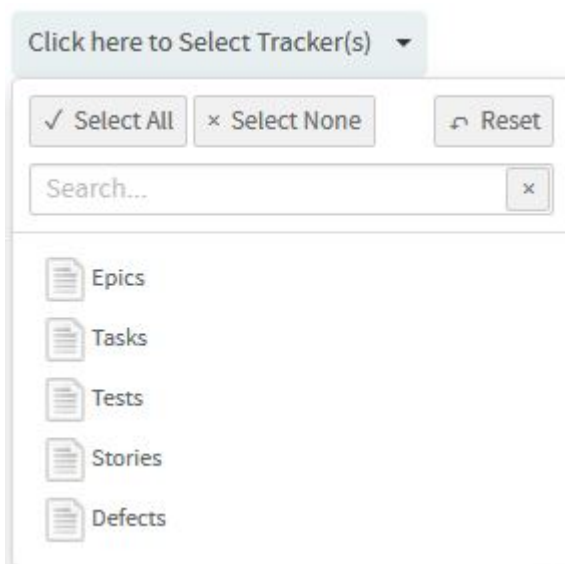 Click here to Select Tracker(s)
✓ Select All × Select None Reset
Search... ×
Epics
Tasks
Tests
Stories
Defects